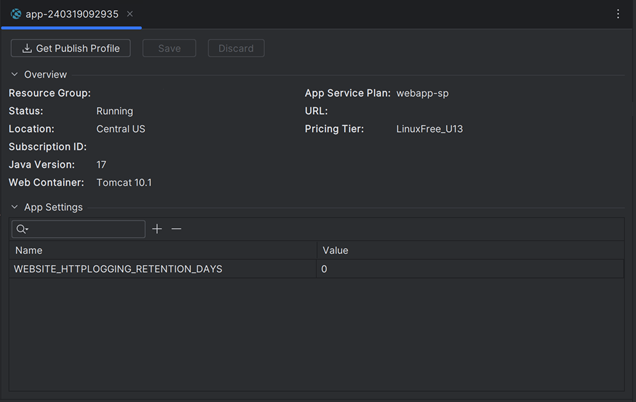 app-240319092935
Get Publish Profile Save Discard
Overview
Resource Group: App Service Plan: webapp-sp
Status: Running URL:
Location: Central US Pricing Tier: LinuxFree_U13
Subscription ID:
Java Version: 17
Web Container: Tomcat 10.1
App Settings
Name Value
WEBSITE_HTTPLOGGING_RETENTION_DAYS 0